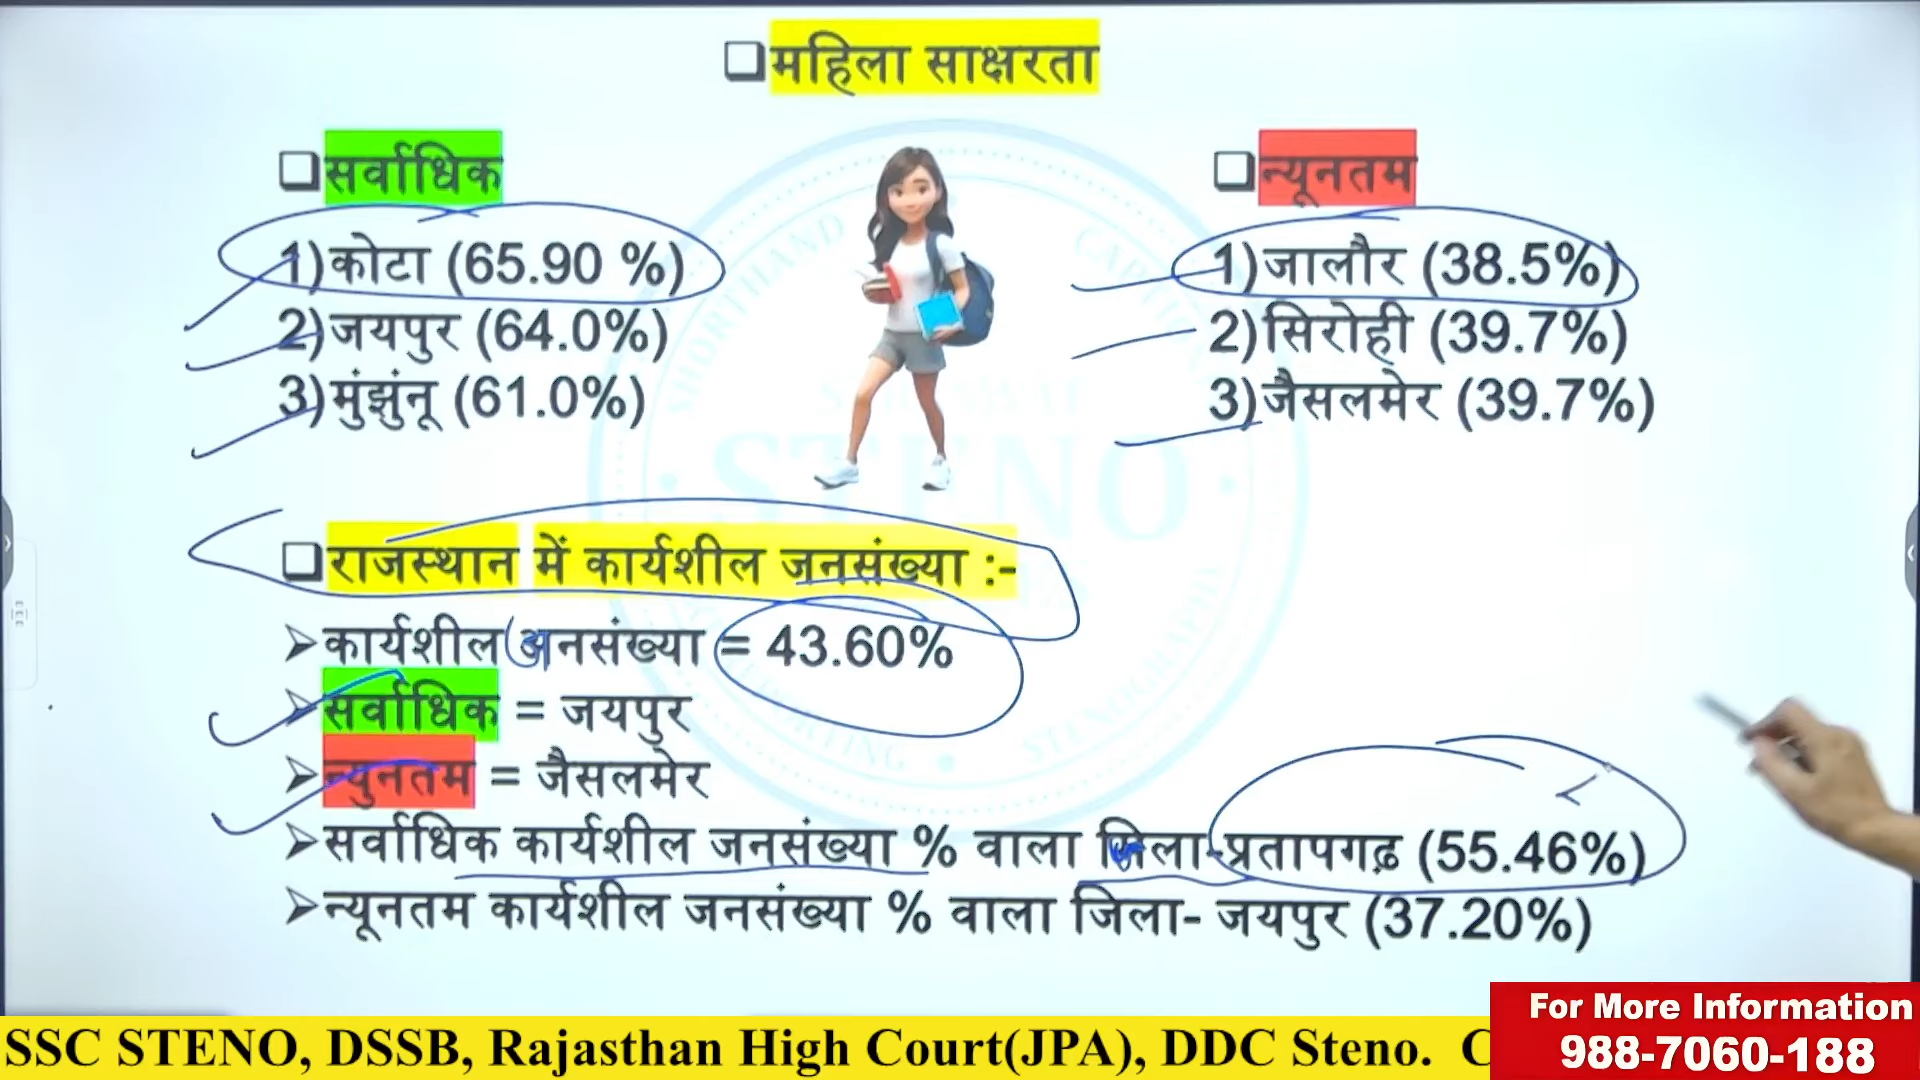 महिला साक्षरता
सर्वाधिक
1)कोटा (65.90 %)
2)जयपुर (64.0%)
3)मुंझुंनू (61.0%)
न्यूनतम
1)जालौर (38.5%)
2)सिरोही (39.7%)
3)जैसलमेर (39.7%)
SHORTHAND
STENO
STENOGRAPHY
राजस्थान में कार्यशील जनसंख्या :-
➤कार्यशील जनसंख्या = 43.60%
➤सर्वाधिक = जयपुर
➤न्युनतम = जैसलमेर
➤सर्वाधिक कार्यशील जनसंख्या % वाला जिला-प्रतापगढ़ (55.46%)
➤न्यूनतम कार्यशील जनसंख्या % वाला जिला- जयपुर (37.20%)
For More Information
988-7060-188
SSC STENO, DSSB, Rajasthan High Court(JPA), DDC Steno. C